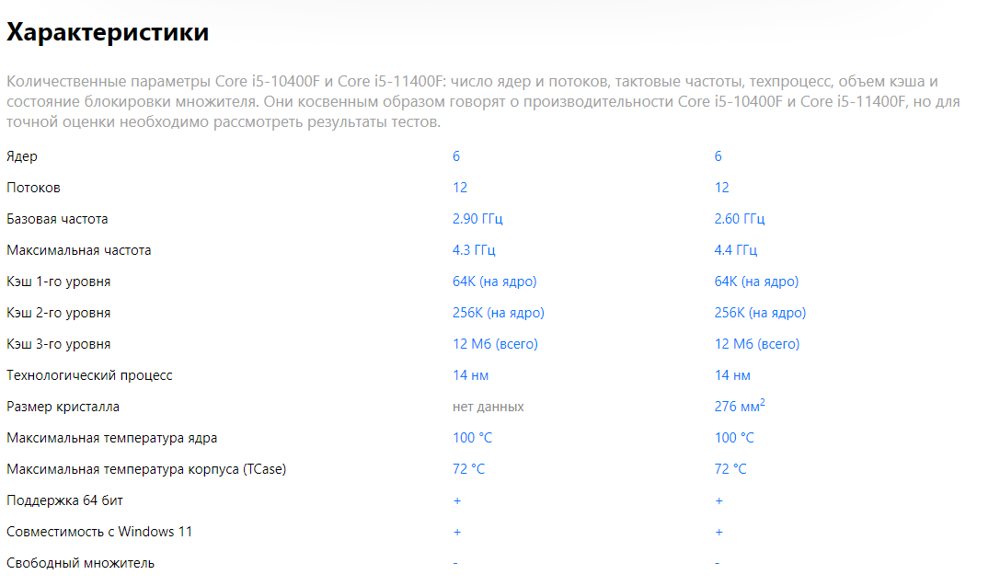 Характеристики
Количественные параметры Core i5-10400F и Core i5-11400F: число ядер и потоков, тактовые частоты, техпроцесс, объем кэша и
состояние блокировки множителя. Они косвенным образом говорят о производительности Core i5-10400F и Core i5-11400F, но для
точной оценки необходимо рассмотреть результаты тестов.
Ядер 6 6
Потоков 12 12
Базовая частота 2.90 ГГц 2.60 ГГц
Максимальная частота 4.3 ГГц 4.4 ГГц
Кэш 1-го уровня 64K (на ядро) 64K (на ядро)
Кэш 2-го уровня 256K (на ядро) 256K (на ядро)
Кэш 3-го уровня 12 Мб (всего) 12 Мб (всего)
Технологический процесс 14 нм 14 нм
Размер кристалла нет данных 276 мм²
Максимальная температура ядра 100 °C 100 °C
Максимальная температура корпуса (TCase) 72 °C 72 °C
Поддержка 64 бит + +
Совместимость с Windows 11 + +
Свободный множитель - -